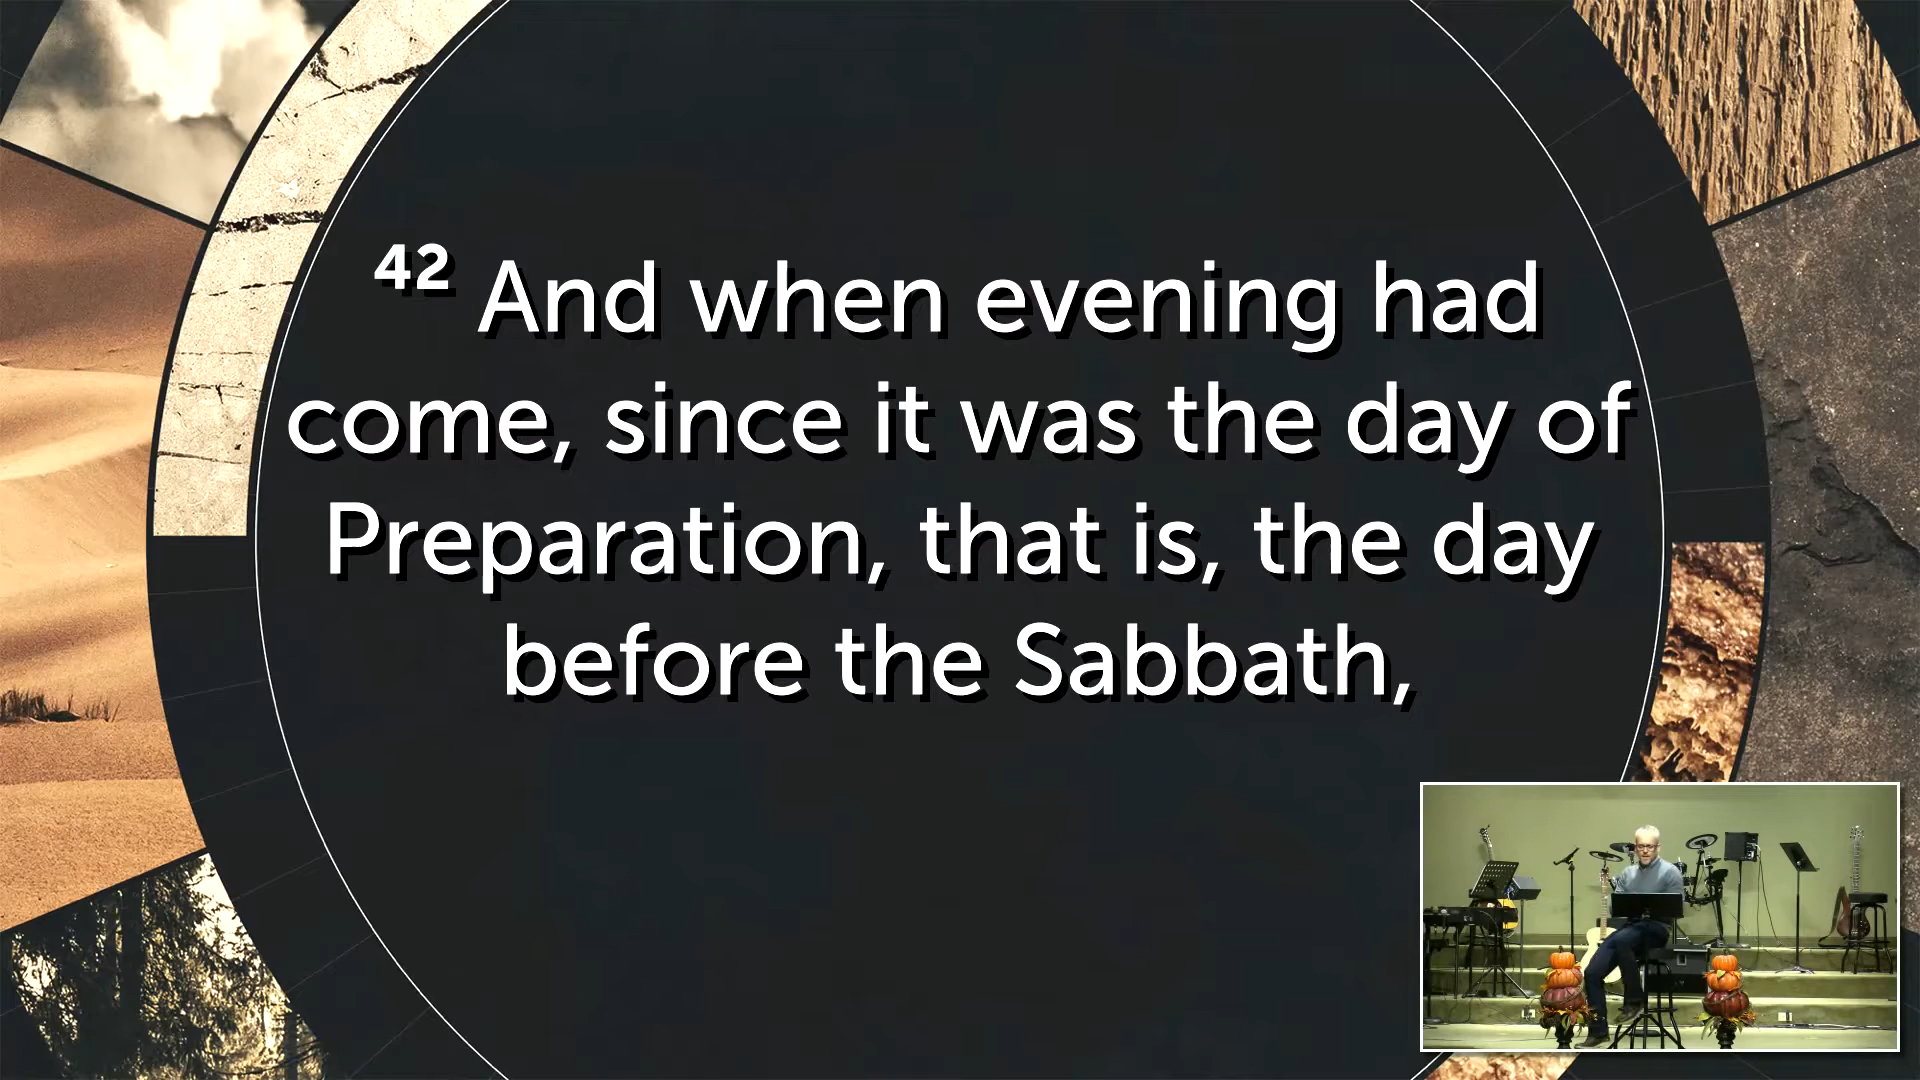 42 And when evening had
come, since it was the day of
Preparation, that is, the day
before the Sabbath,